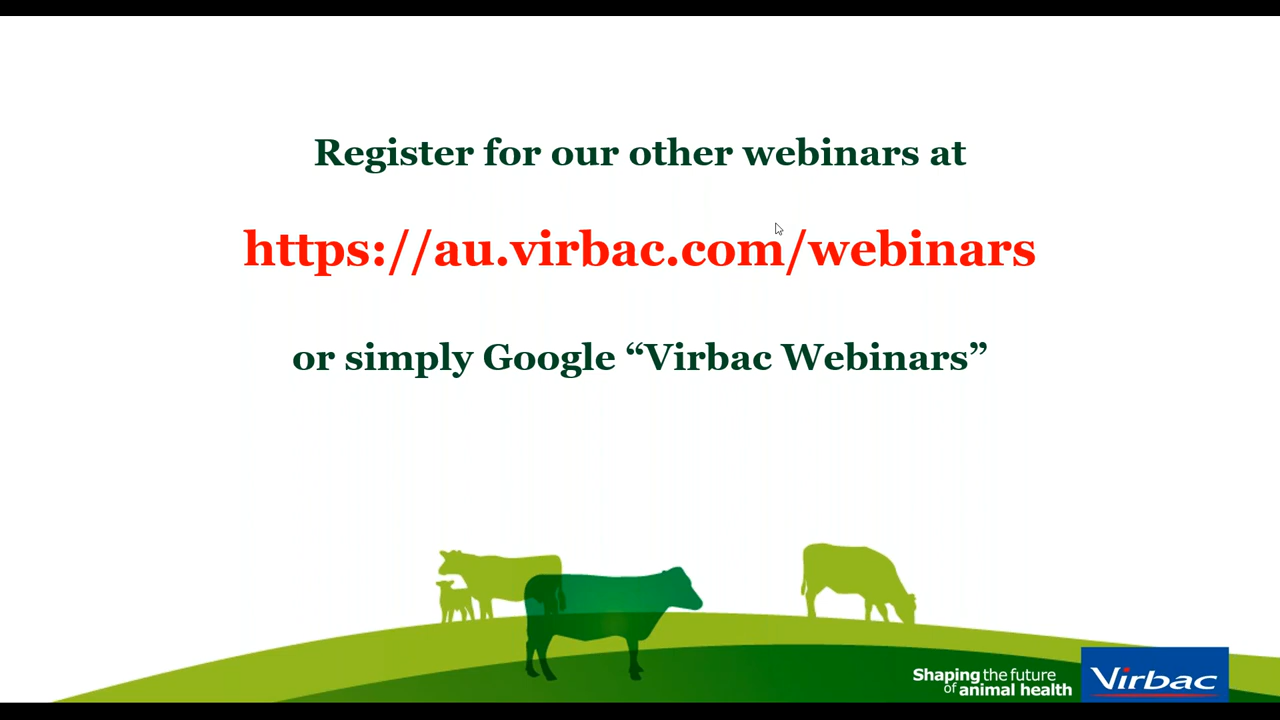 Register for our other webinars at
https://au.virbac.com/webinars
or simply Google “Virbac Webinars”
Shaping the future
of animal health
Virbac